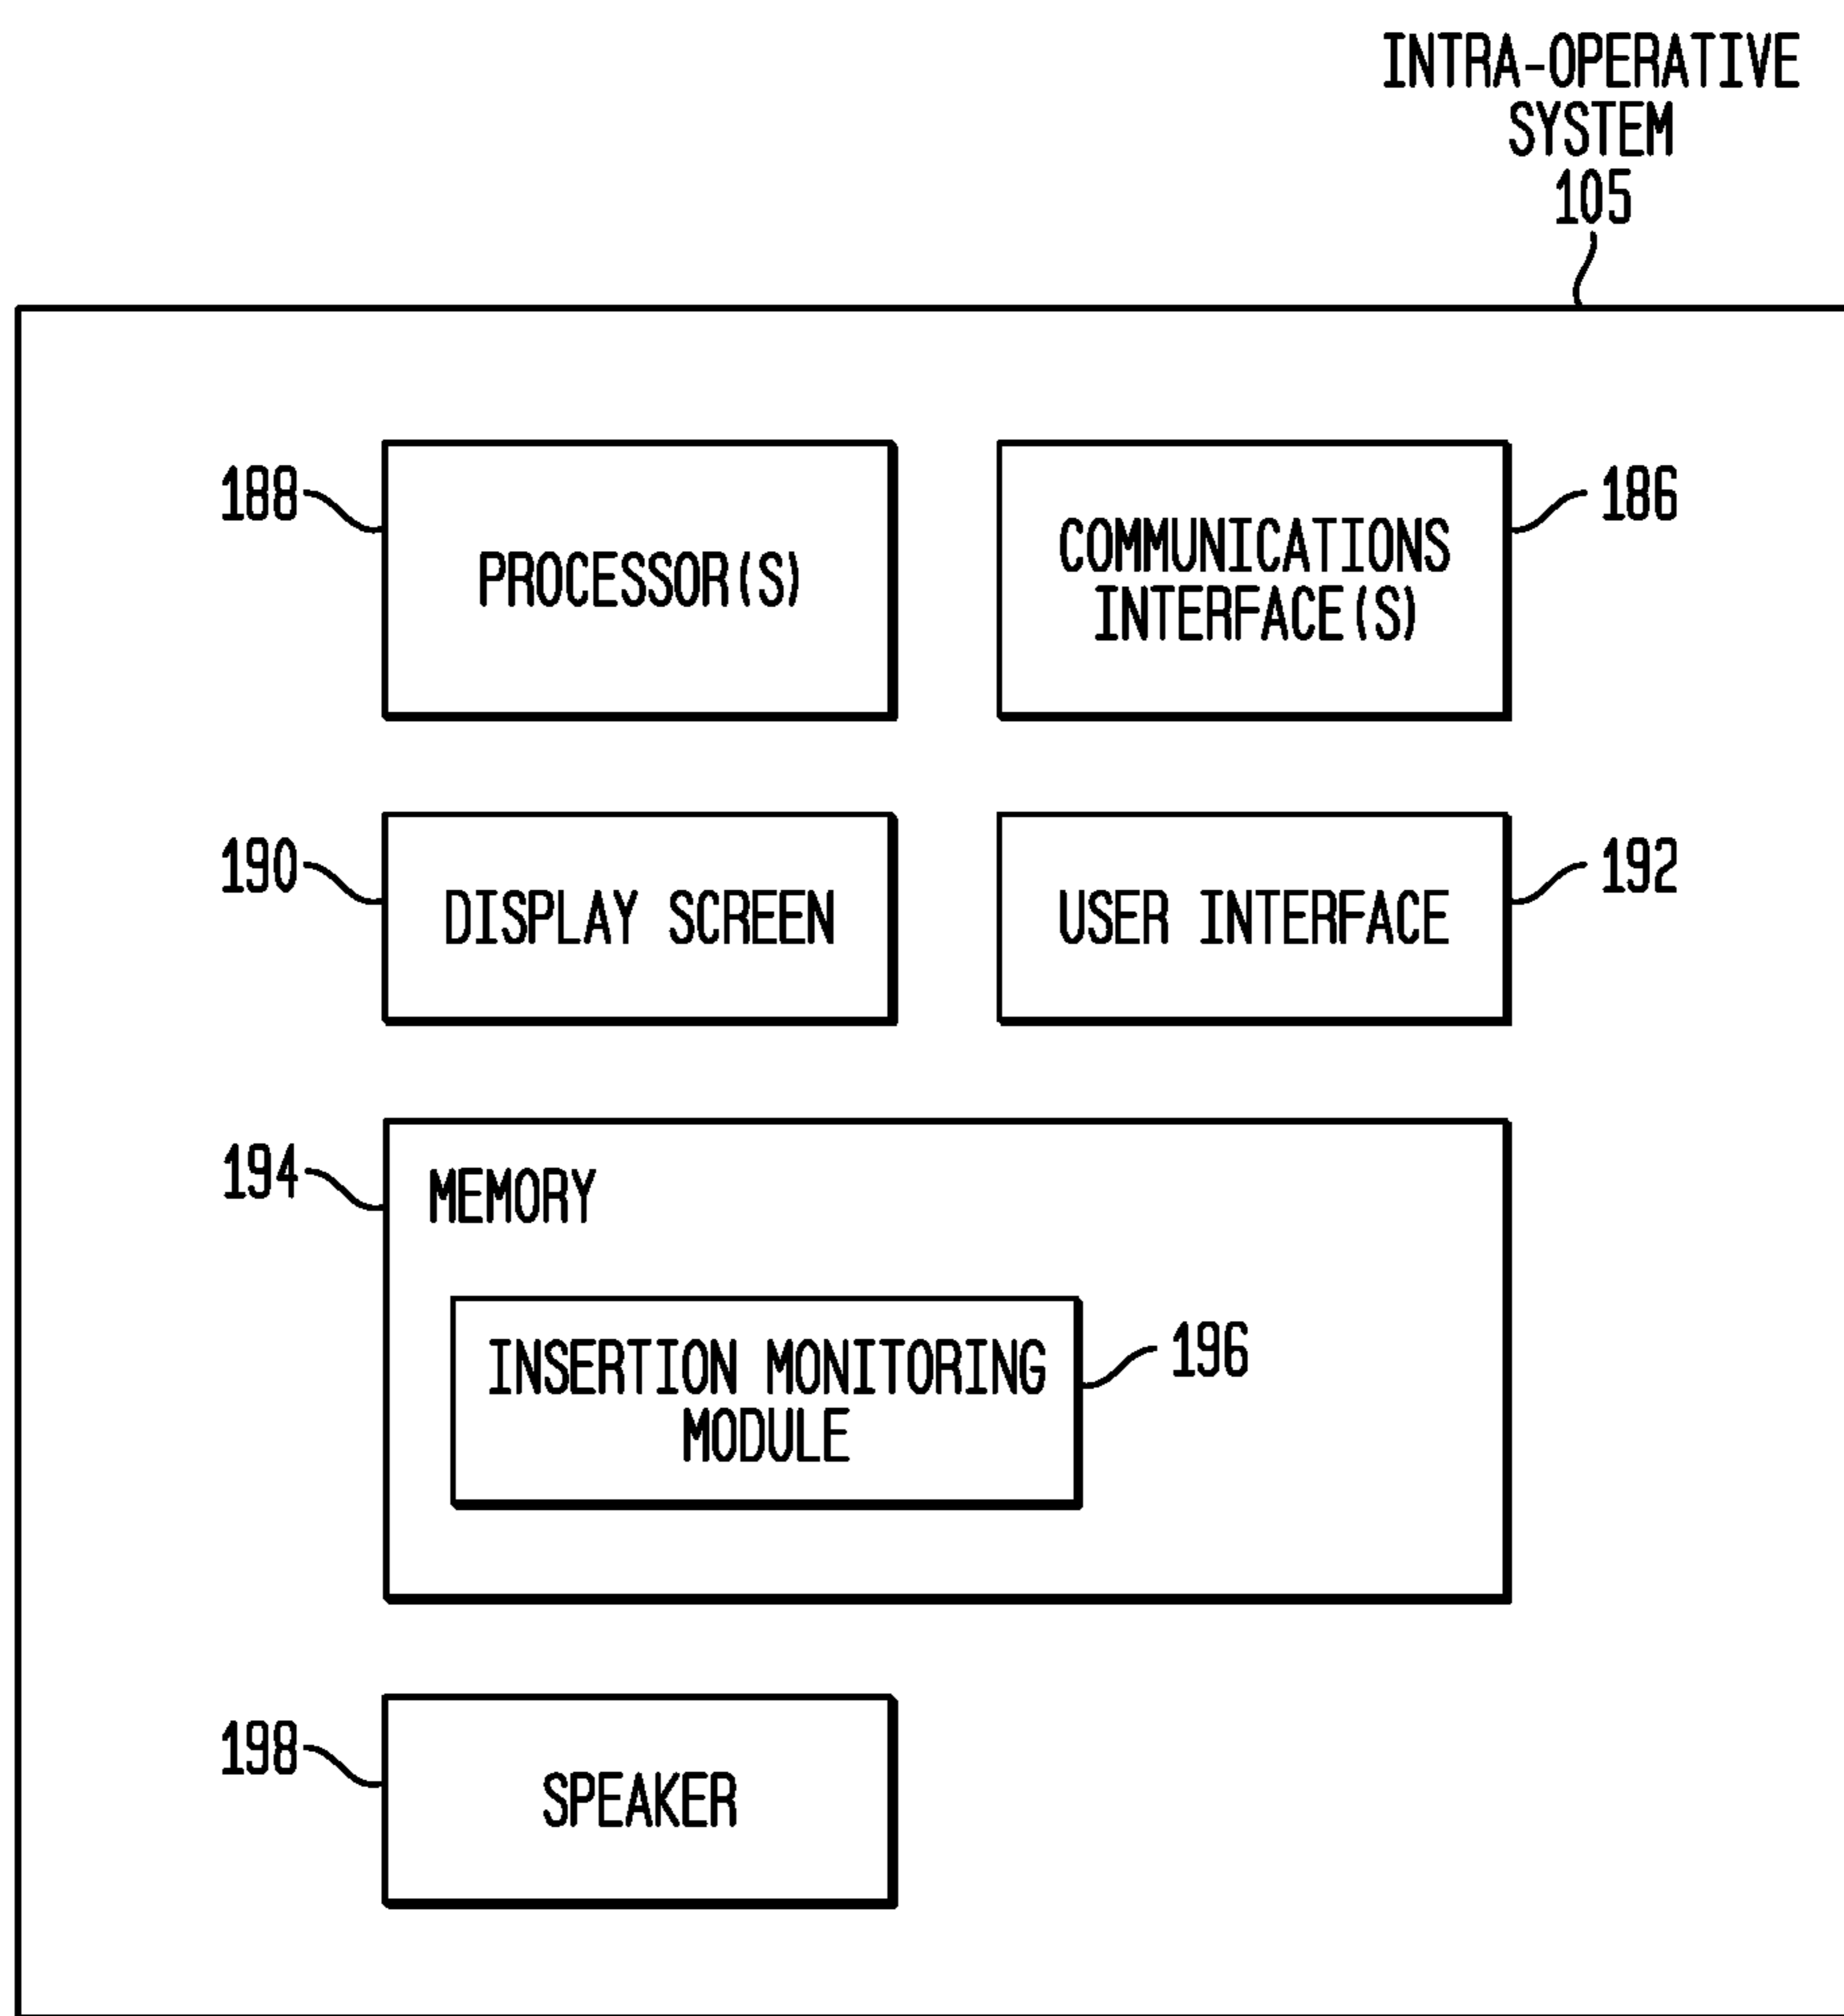 INTRA-OPERATIVE
SYSTEM
105
188
PROCESSOR(S)
COMMUNICATIONS
INTERFACE(S)
186
190
DISPLAY SCREEN
USER INTERFACE
192
194
MEMORY
INSERTION MONITORING
MODULE
196
198
SPEAKER